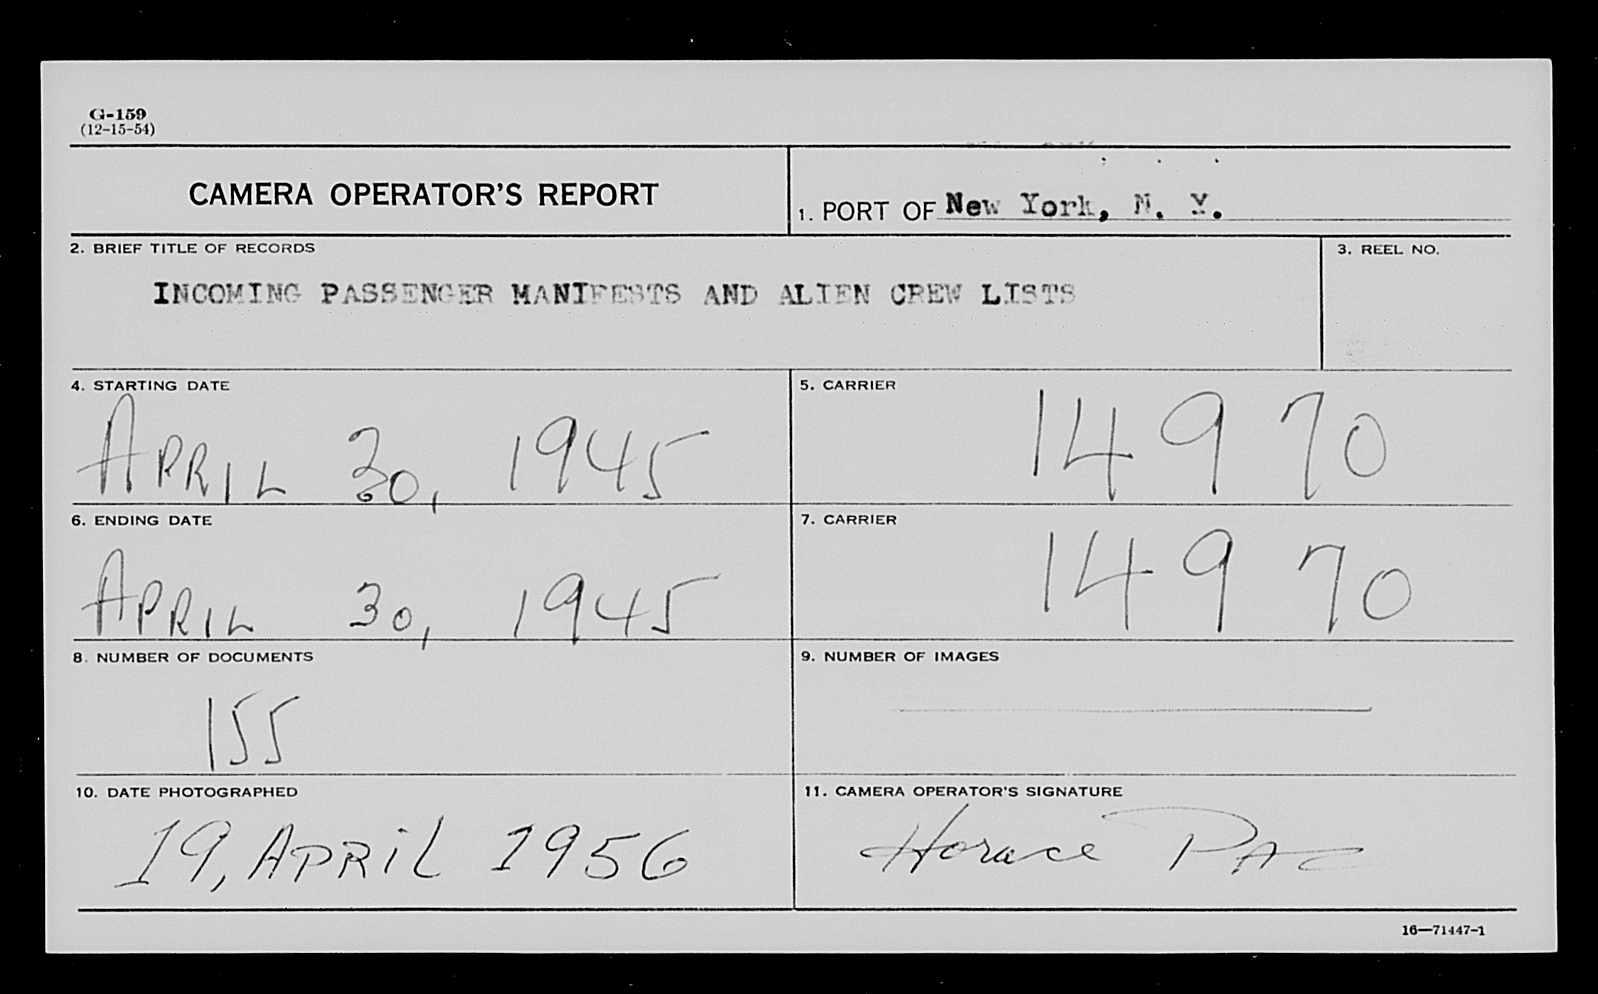 G-159
(12-15-54)
CAMERA OPERATOR'S REPORT
1. PORT OF New York, N. Y.
2. BRIEF TITLE OF RECORDS
3. REEL NO.
INCOMING PASSENGER MANIFESTS AND ALIEN CREW LISTS
4. STARTING DATE
5. CARRIER
APRIL 30, 1945
14970
6. ENDING DATE
7. CARRIER
APRIL 30, 1945
14970
8. NUMBER OF DOCUMENTS
9. NUMBER OF IMAGES
155
10. DATE PHOTOGRAPHED
11. CAMERA OPERATOR'S SIGNATURE
19, APRiL 1956
Horace PAZ
16—71447-1